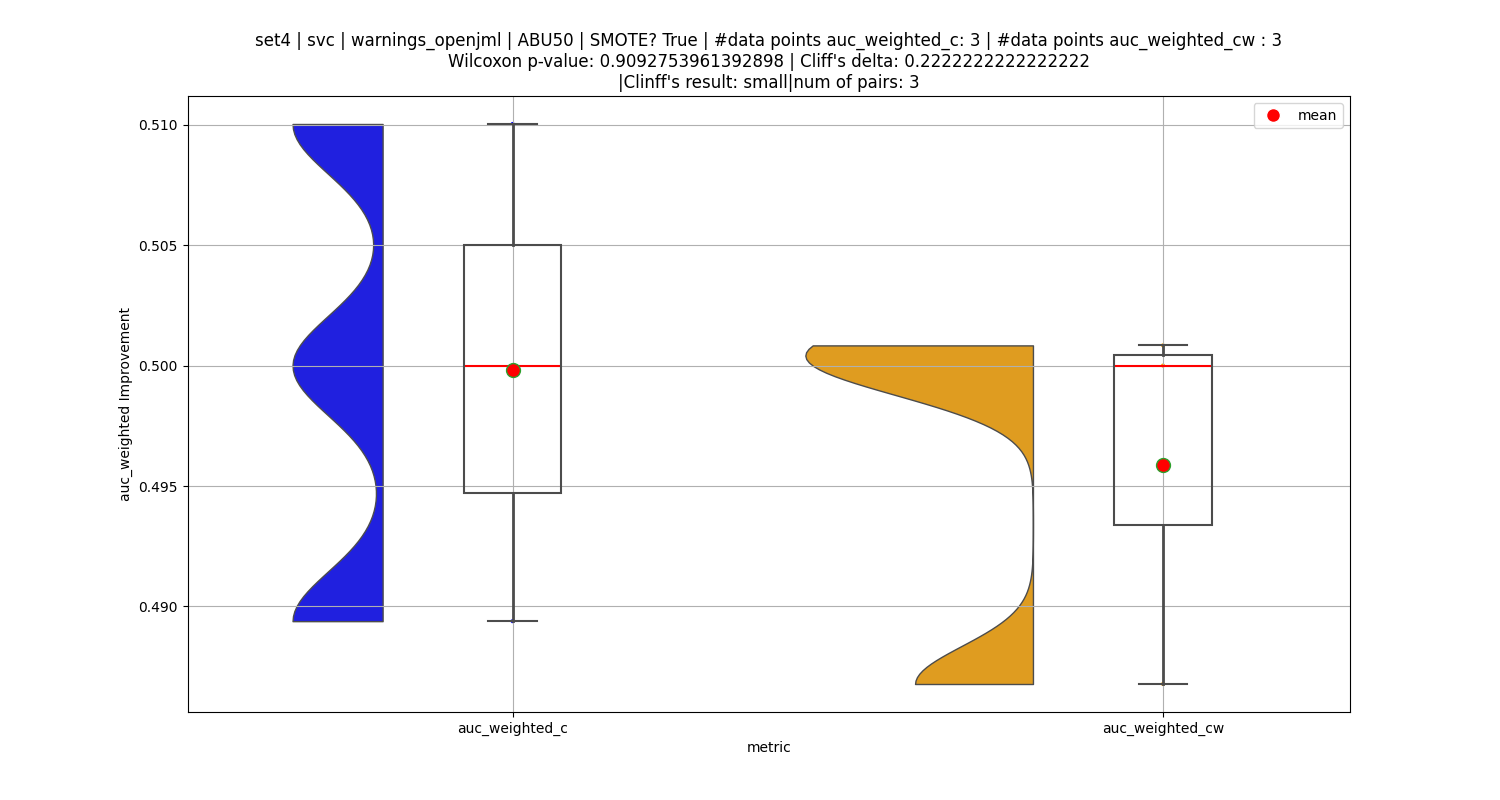 set4 | svc | warnings_openjml | ABU50 | SMOTE? True | #data points auc_weighted_c: 3 | #data points auc_weighted_cw : 3
Wilcoxon p-value: 0.9092753961392898 | Cliff's delta: 0.2222222222222222
|Clinff's result: small|num of pairs: 3
mean
0.510
0.505
0.500
0.495
0.490
auc_weighted Improvement
auc_weighted_c
auc_weighted_cw
metric